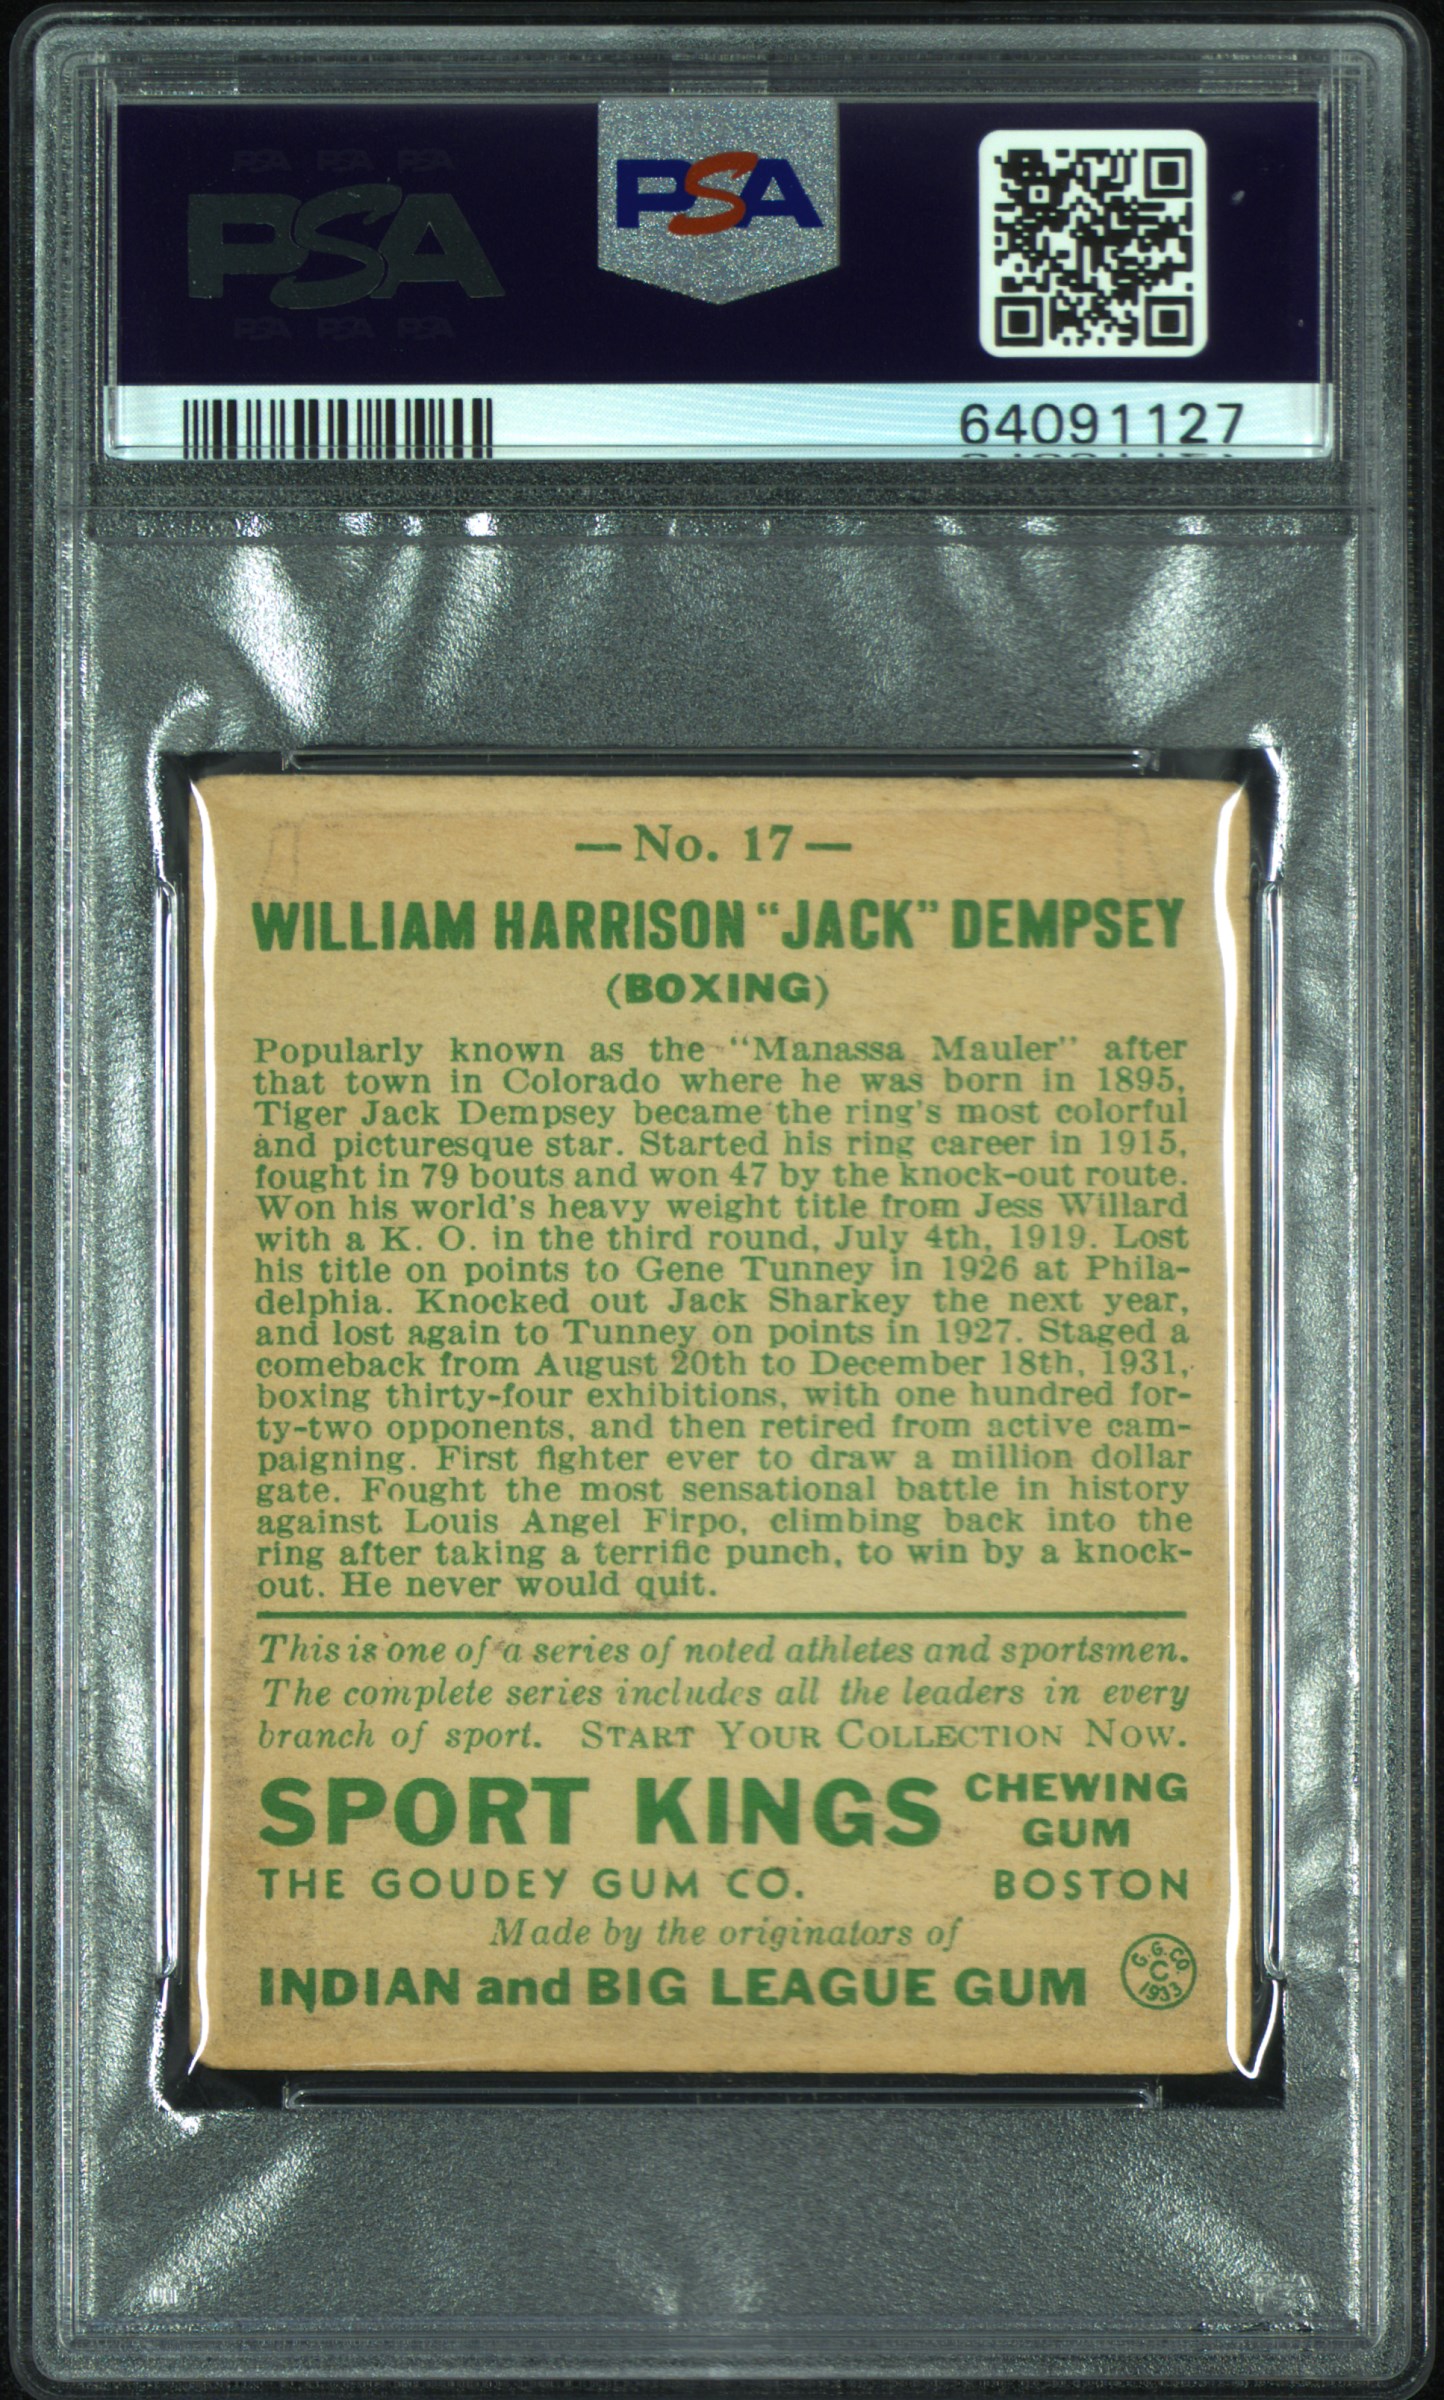 PSA PSA PSA
PSA
PSA PSA PSA
PSA
64091127
—No. 17—
WILLIAM HARRISON "JACK" DEMPSEY
(BOXING)
Popularly known as the "Manassa Mauler" after
that town in Colorado where he was born in 1895,
Tiger Jack Dempsey became the ring's most colorful
and picturesque star. Started his ring career in 1915,
fought in 79 bouts and won 47 by the knock-out route.
Won his world's heavy weight title from Jess Willard
with a K. O. in the third round, July 4th, 1919. Lost
his title on points to Gene Tunney in 1926 at Phila-
delphia. Knocked out Jack Sharkey the next year,
and lost again to Tunney on points in 1927. Staged a
comeback from August 20th to December 18th, 1931,
boxing thirty-four exhibitions, with one hundred for-
ty-two opponents, and then retired from active cam-
paigning. First fighter ever to draw a million dollar
gate. Fought the most sensational battle in history
against Louis Angel Firpo, climbing back into the
ring after taking a terrific punch, to win by a knock-
out. He never would quit.
This is one of a series of noted athletes and sportsmen.
The complete series includes all the leaders in every
branch of sport. START YOUR COLLECTION NOW.
SPORT KINGS CHEWING GUM
THE GOUDEY GUM CO. BOSTON
Made by the originators of
INDIAN and BIG LEAGUE GUM
G. G. CO.
C
1933